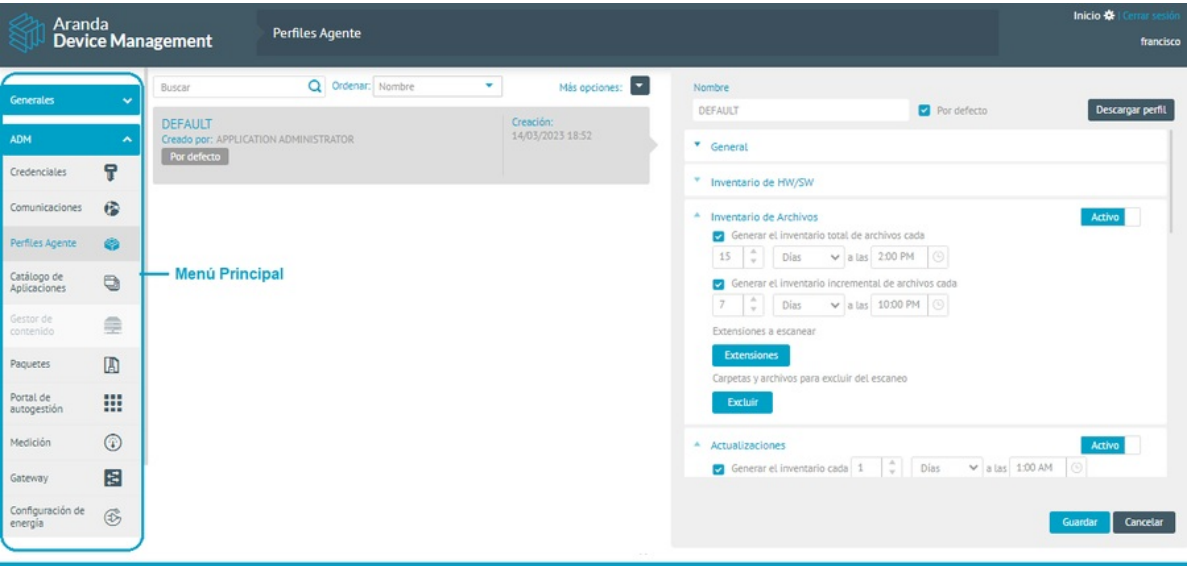 Aranda
Device Management
Perfiles Agente
Inicio | Cerrar sesión
francisco
Generales
ADM
Credenciales
Comunicaciones
Perfiles Agente
Catálogo de
Aplicaciones
Gestor de
contenido
Paquetes
Portal de
autogestión
Medición
Gateway
Configuración de
energía
Menú Principal
Buscar
Ordenar: Nombre
Más opciones:
DEFAULT
Creado por: APPLICATION ADMINISTRATOR
Por defecto
Creación:
14/03/2023 18:52
Nombre
DEFAULT
Por defecto
Descargar perfil
General
Inventario de HW/SW
Inventario de Archivos
Activo
Generar el inventario total de archivos cada
15 Días a las 2:00 PM
Generar el inventario incremental de archivos cada
7 Días a las 10:00 PM
Extensiones a escanear
Extensiones
Carpetas y archivos para excluir del escaneo
Excluir
Actualizaciones
Activo
Generar el inventario cada 1 Días a las 1:00 AM
Guardar
Cancelar